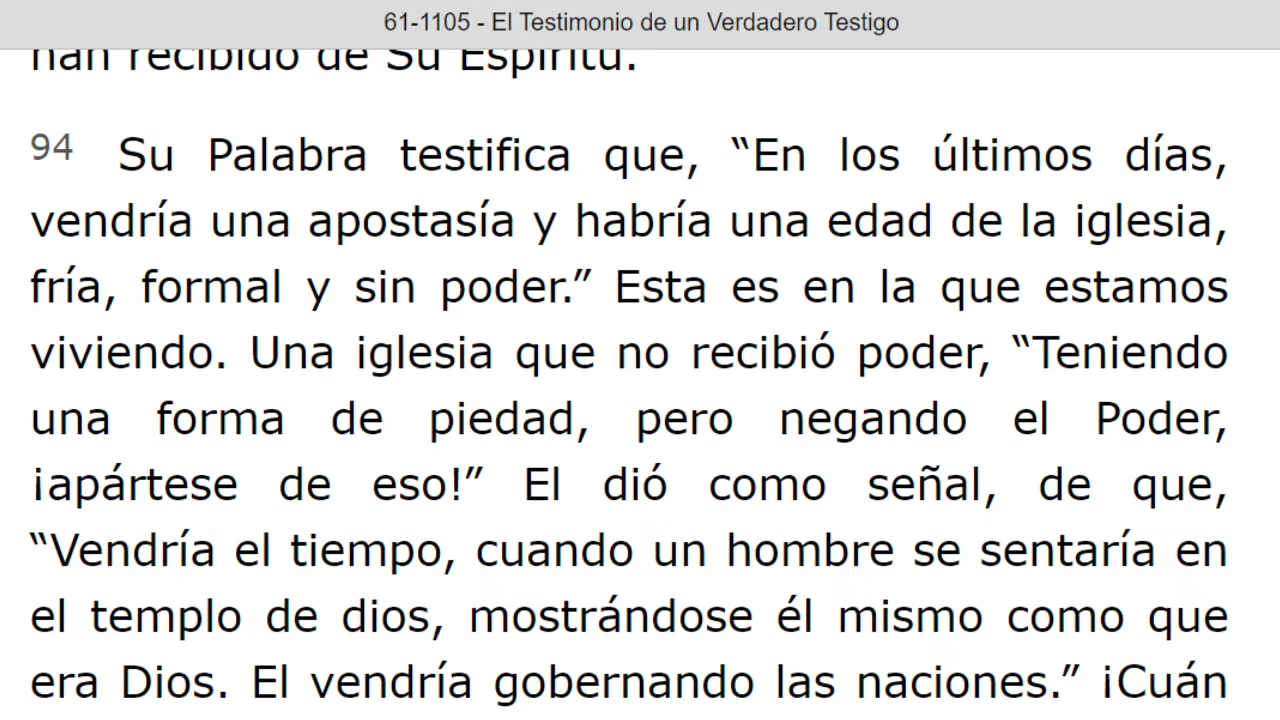 61-1105 - El Testimonio de un Verdadero Testigo
han recibido de Su Espíritu.
94 Su Palabra testifica que, “En los últimos días,
vendría una apostasía y habría una edad de la iglesia,
fría, formal y sin poder.” Esta es en la que estamos
viviendo. Una iglesia que no recibió poder, “Teniendo
una forma de piedad, pero negando el Poder,
¡apártese de eso!” El dió como señal, de que,
“Vendría el tiempo, cuando un hombre se sentaría en
el templo de dios, mostrándose él mismo como que
era Dios. El vendría gobernando las naciones.” ¡Cuán